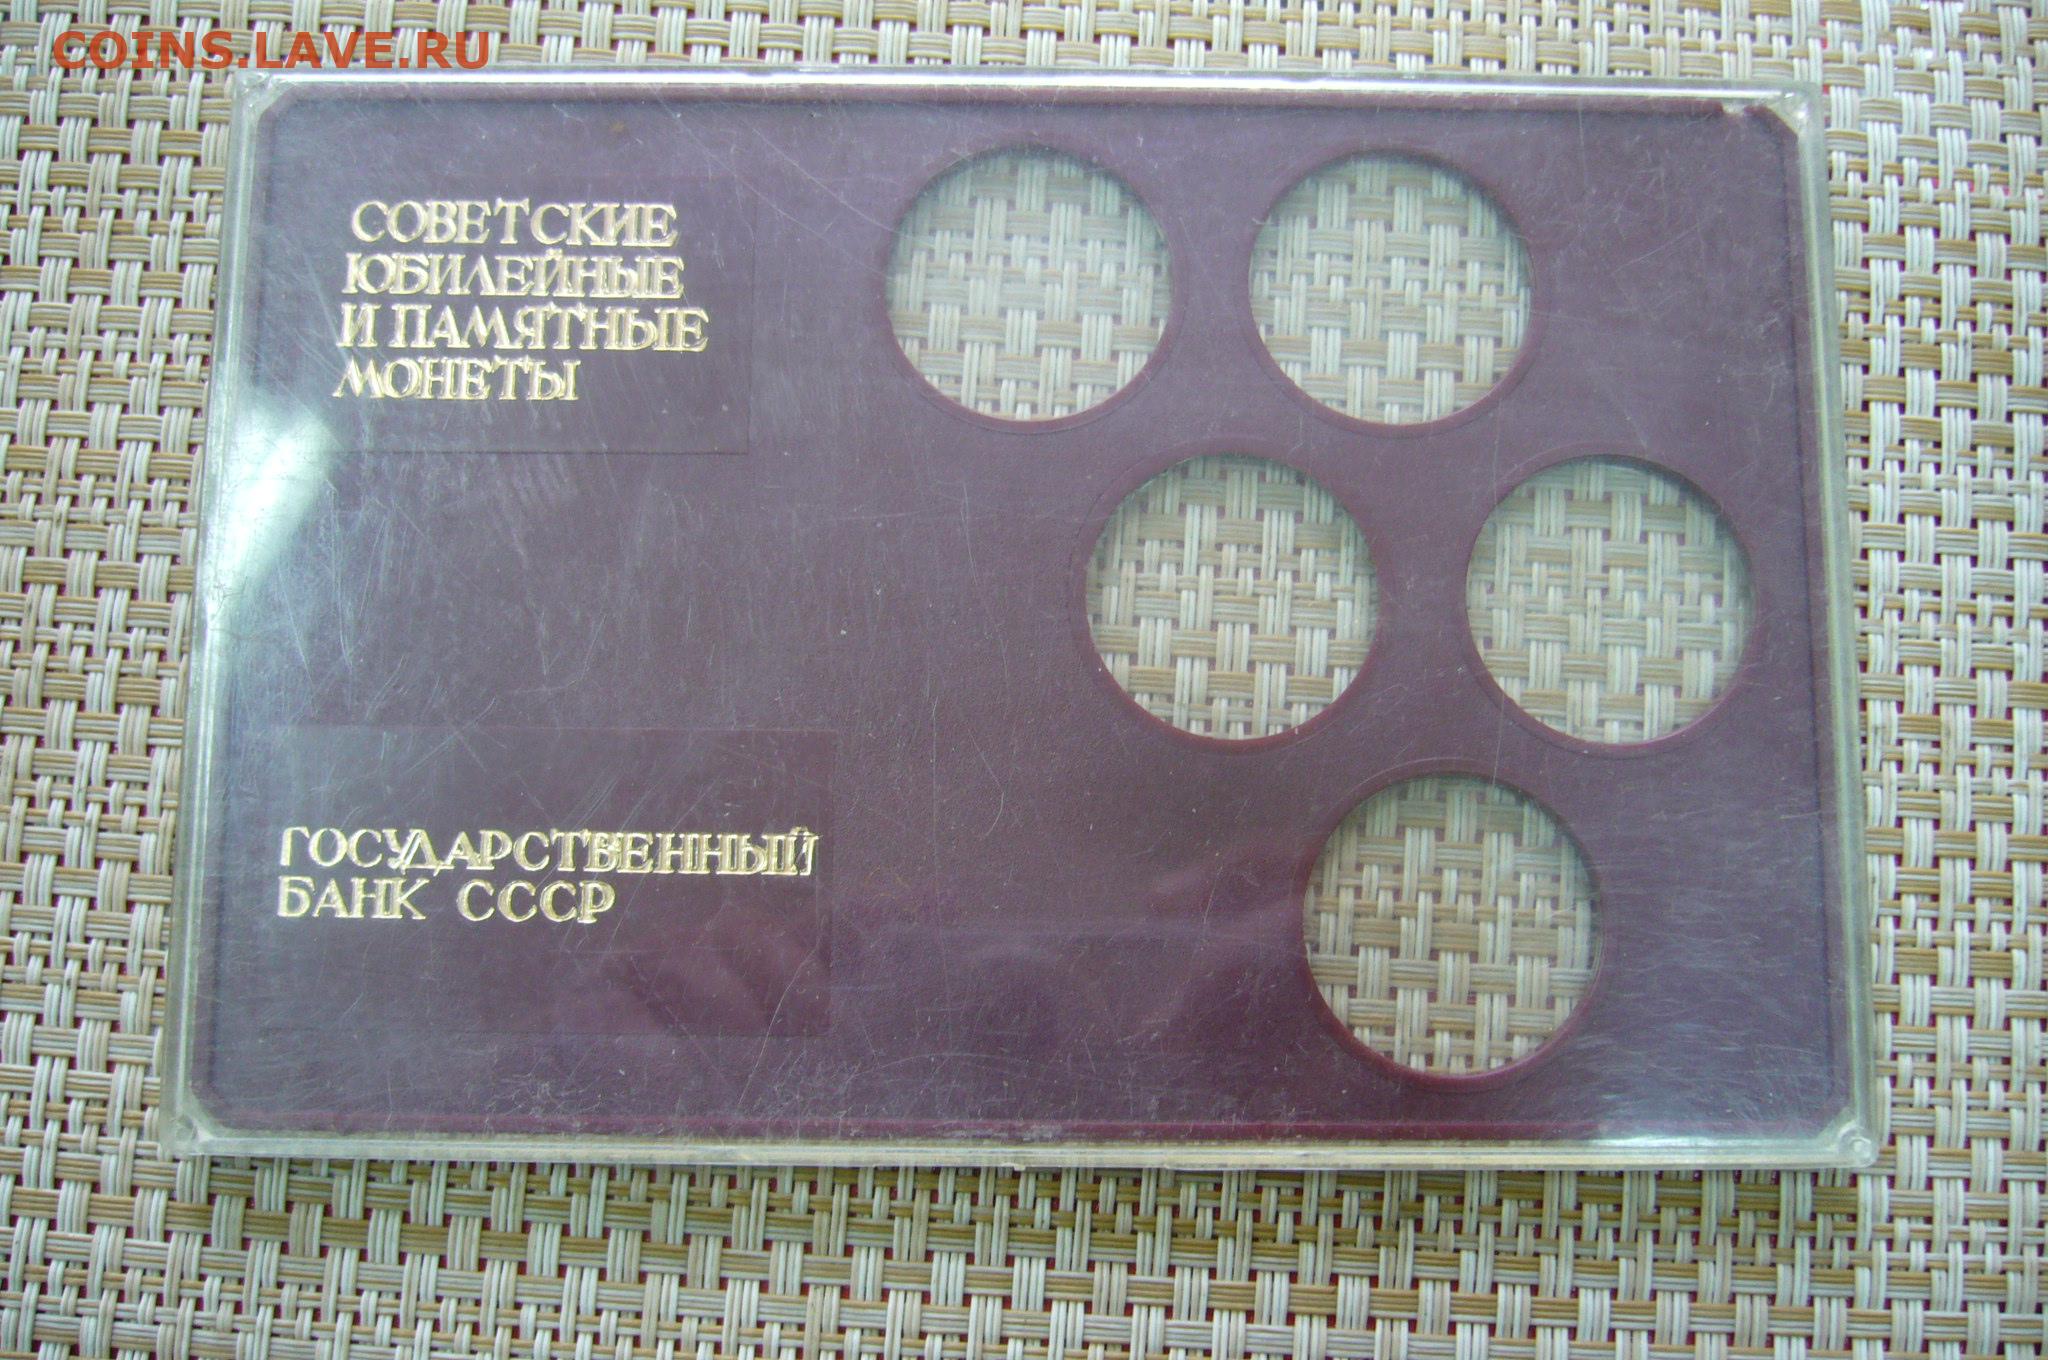 COINS.LAVE.RU
СОВЕТСКИЕ
ЮБИЛЕЙНЫЕ
И ПАМЯТНЫЕ
МОНЕТЫ
ГОСУДАРСТВЕННЫЙ
БАНК СССР